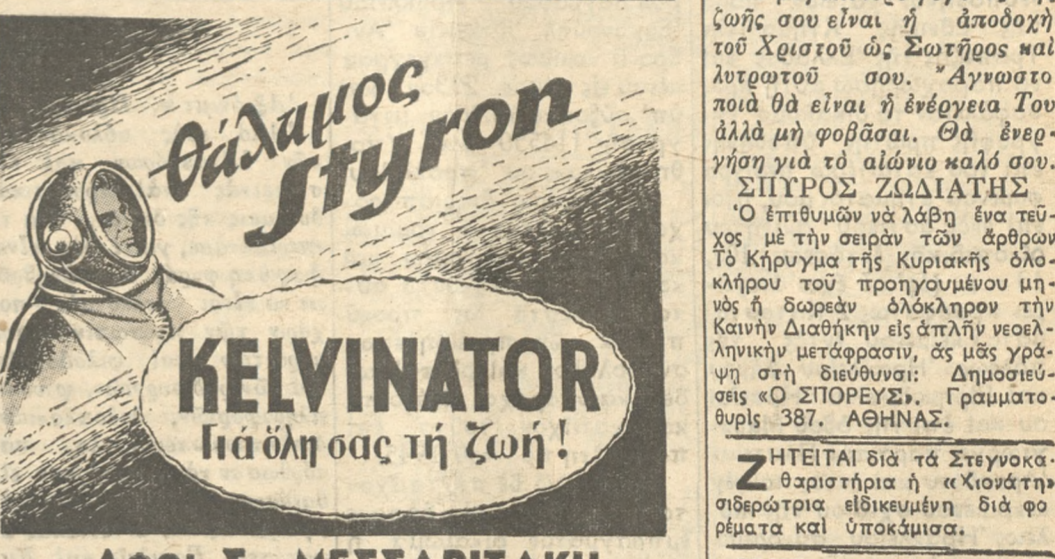 θάλαμος
Styron
KELVINATOR
Γιά όλη σας τή ζωή!
ζωῆς σου εἶναι ἡ ἀποδοχὴ
τοῦ Χριστοῦ ὡς Σωτῆρος καὶ
λυτρωτοῦ σου. Ἄγνωστο
ποιὰ θὰ εἶναι ἡ ἐνέργεια Του
ἀλλὰ μὴ φοβᾶσαι. Θὰ ἐνερ
γήση γιὰ τὸ αἰώνιο καλό σου.
ΣΠΥΡΟΣ ΖΩΔΙΑΤΗΣ
Ὁ ἐπιθυμῶν νὰ λάβῃ ἕνα τεῦ-
χος μὲ τὴν σειρὰν τῶν ἄρθρων
Τὸ Κήρυγμα τῆς Κυριακῆς ὁλο-
κλήρου τοῦ προηγουμένου μη-
νὸς ἢ δωρεὰν ὁλόκληρον τὴν
Καινὴν Διαθήκην εἰς ἁπλῆν νεοελ-
ληνικὴν μετάφρασιν, ἄς μᾶς γρά-
ψῃ στὴ διεύθυνσι: Δημοσιεύ-
σεις «Ο ΣΠΟΡΕΥΣ». Γραμματο-
θυρὶς 387. ΑΘΗΝΑΣ.
ΖΗΤΕΙΤΑΙ διὰ τά Στεγνοκα-
θαριστήρια ἡ «Χιονάτη»
σιδερώτρια εἰδικευμένη διὰ φο
ρέματα καὶ ὑποκάμισα.